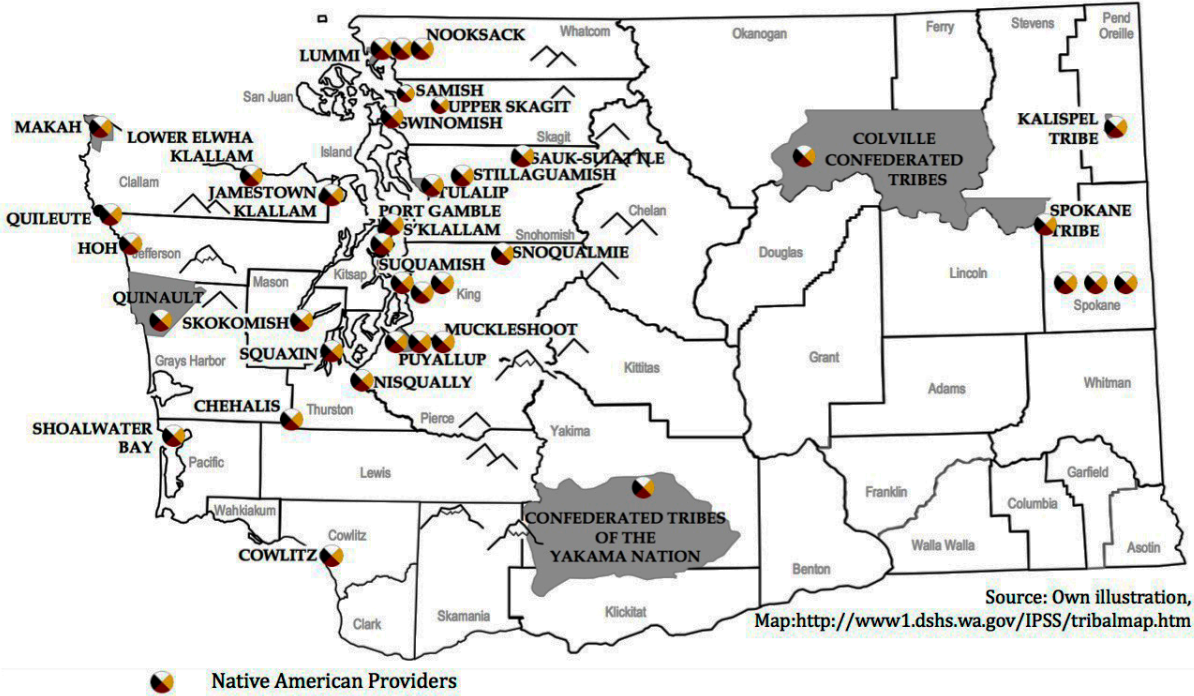 NOOKSACK
Whatcom
LUMMI
Okanogan
Ferry
Stevens
Pend
Oreille
San Juan
SAMISH
UPPER SKAGIT
SWINOMISH
Skagit
MAKAH
LOWER ELWHA
KLALLAM
Island
Clallam
SAUK-SUIATTLE
STILLAGUAMISH
TULALIP
JAMESTOWN
KLALLAM
COLVILLE
CONFEDERATED
TRIBES
KALISPEL
TRIBE
QUILEUTE
PORT GAMBLE
S'KLALLAM
Chelan
SPOKANE
TRIBE
HOH
Jefferson
Snohomish
SNOQUALMIE
Douglas
SUQUAMISH
Kitsap
Mason
King
Lincoln
Spokane
QUINAULT
SKOKOMISH
MUCKLESHOOT
PUYALLUP
SQUAXIN
Grays Harbor
NISQUALLY
Kittitas
Grant
Adams
Whitman
CHEHALIS
Thurston
Pierce
SHOALWATER
BAY
Yakima
Pacific
Lewis
Franklin
Garfield
Columbia
Wahkiakum
Cowlitz
CONFEDERATED TRIBES
OF THE
YAKAMA NATION
Walla Walla
Asotin
COWLITZ
Benton
Clark
Skamania
Klickitat
Source: Own illustration,
Map:http://www1.dshs.wa.gov/IPSS/tribalmap.htm
Native American Providers